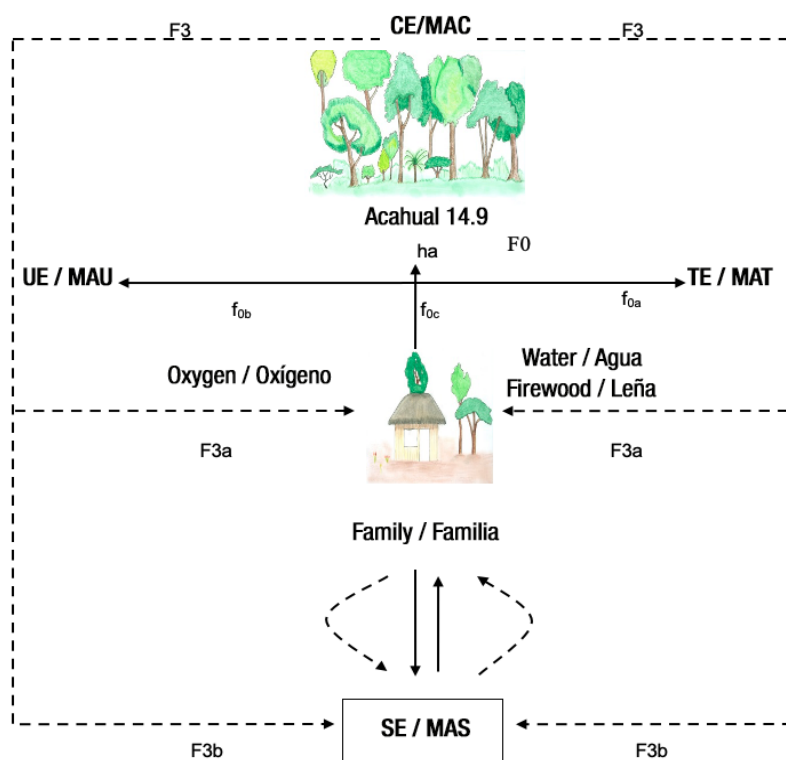 F3
CE/MAC
F3
Acahual 14.9
ha
F0
UE / MAU
TE / MAT
f0b
f0c
f0a
Oxygen / Oxígeno
Water / Agua
Firewood / Leña
F3a
F3a
Family / Familia
SE / MAS
F3b
F3b